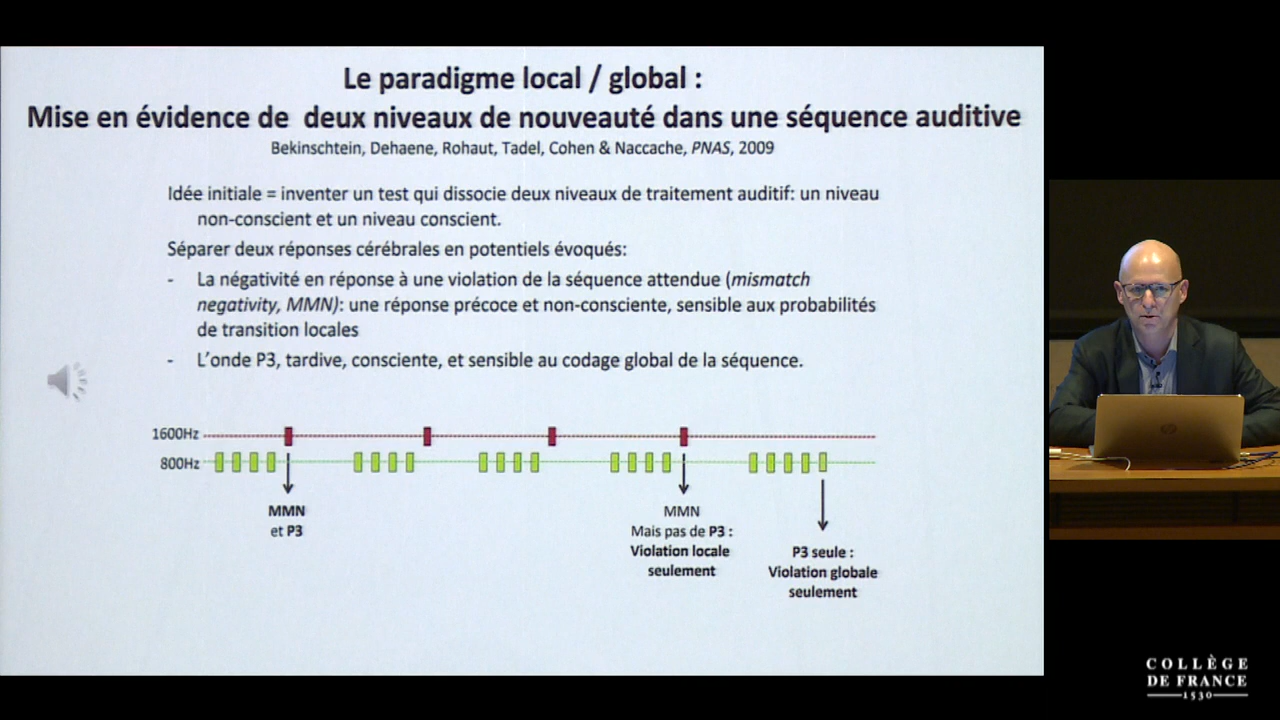 Le paradigme local / global :
Mise en évidence de deux niveaux de nouveauté dans une séquence auditive
Bekinschtein, Dehaene, Rohaut, Tadel, Cohen & Naccache, PNAS, 2009
Idée initiale = inventer un test qui dissocie deux niveaux de traitement auditif: un niveau
non-conscient et un niveau conscient.
Séparer deux réponses cérébrales en potentiels évoqués:
- La négativité en réponse à une violation de la séquence attendue (mismatch
negativity, MMN): une réponse précoce et non-consciente, sensible aux probabilités
de transition locales
- L'onde P3, tardive, consciente, et sensible au codage global de la séquence.
1600Hz
800Hz
MMN
et P3
MMN
Mais pas de P3 :
Violation locale
seulement
P3 seule :
Violation globale
seulement
hp
COLLÈGE
DE FRANCE
1530